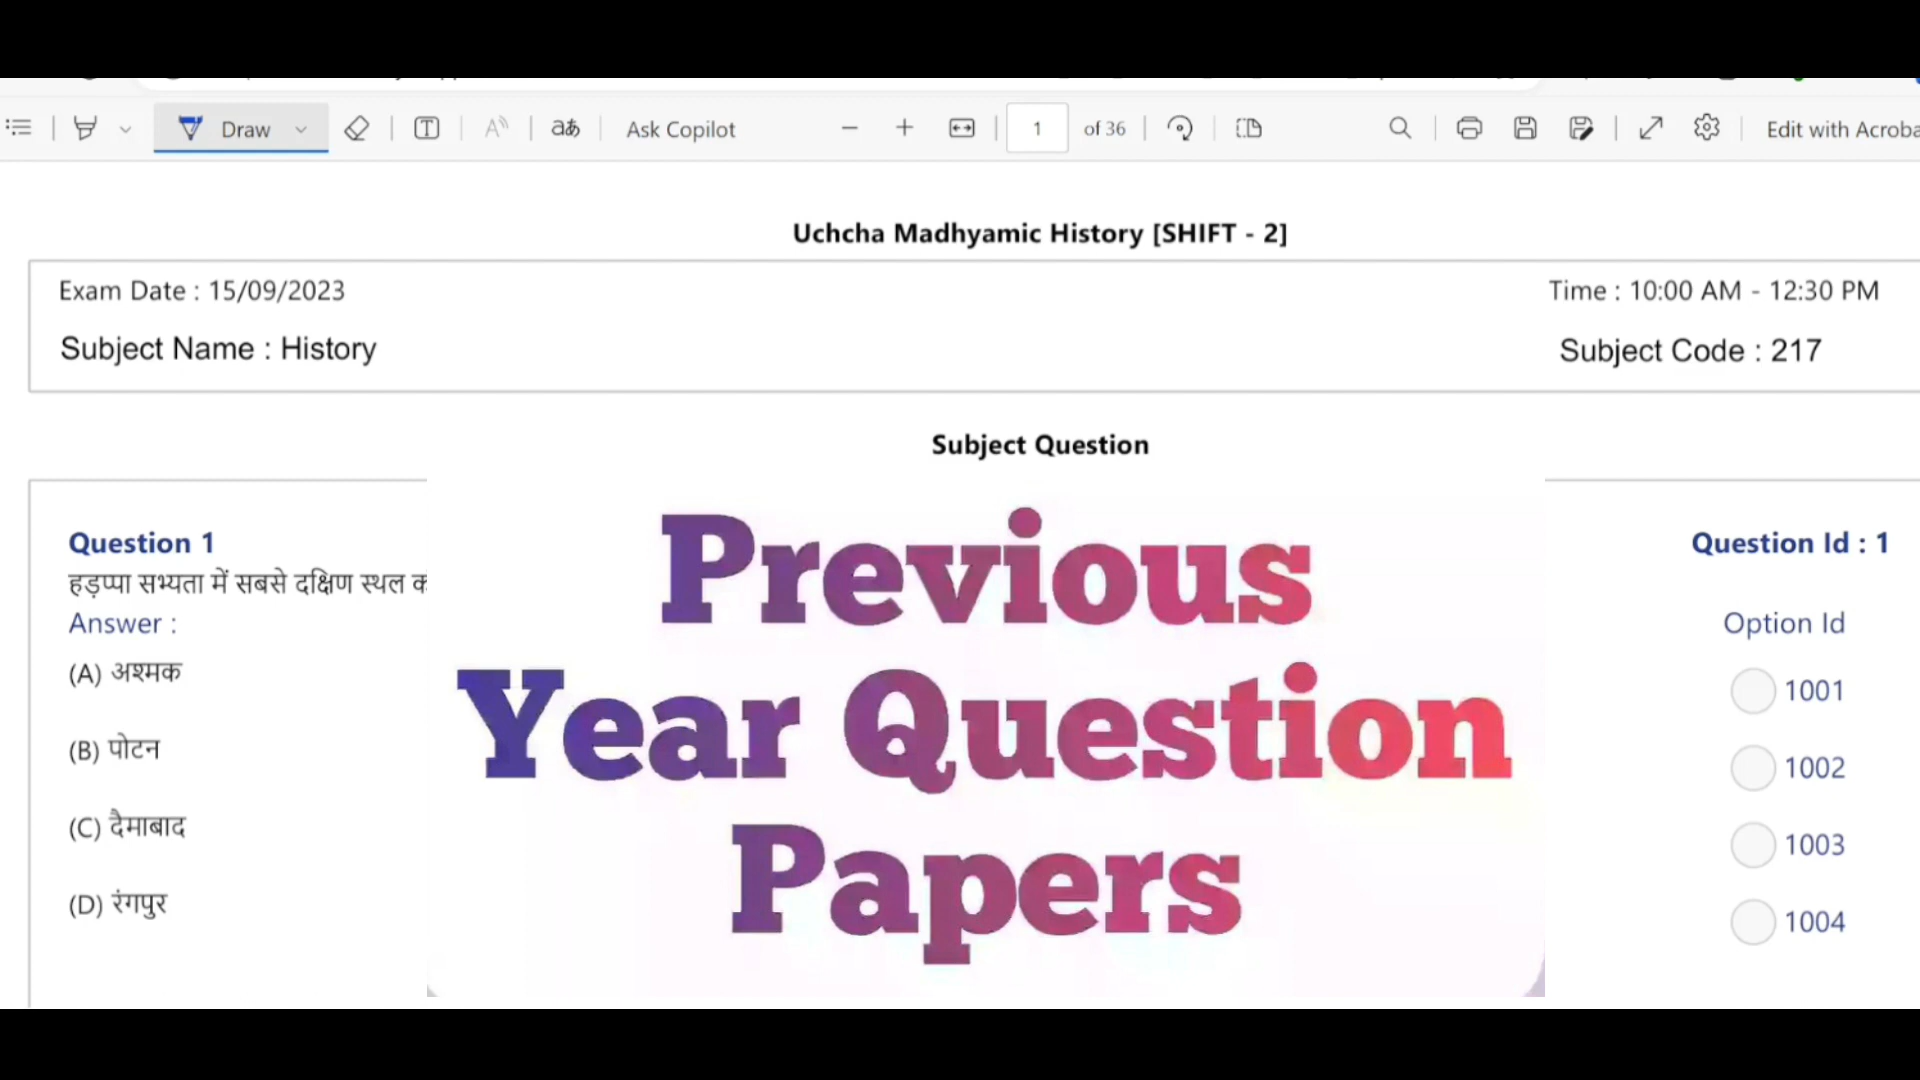 Draw
aあ
Ask Copilot
1 of 36
Edit with
Uchcha Madhyamic History [SHIFT - 2]
Exam Date : 15/09/2023
Time : 10:00 AM - 12:30 PM
Subject Name : History
Subject Code : 217
Subject Question
Question 1
Question Id : 1
हड़प्पा सभ्यता में सबसे दक्षिण स्थल
Answer :
Option Id
(A) अश्मक
1001
(B) पोटन
1002
(C) दैमाबाद
1003
(D) रंगपुर
1004
Previous
Year Question
Papers